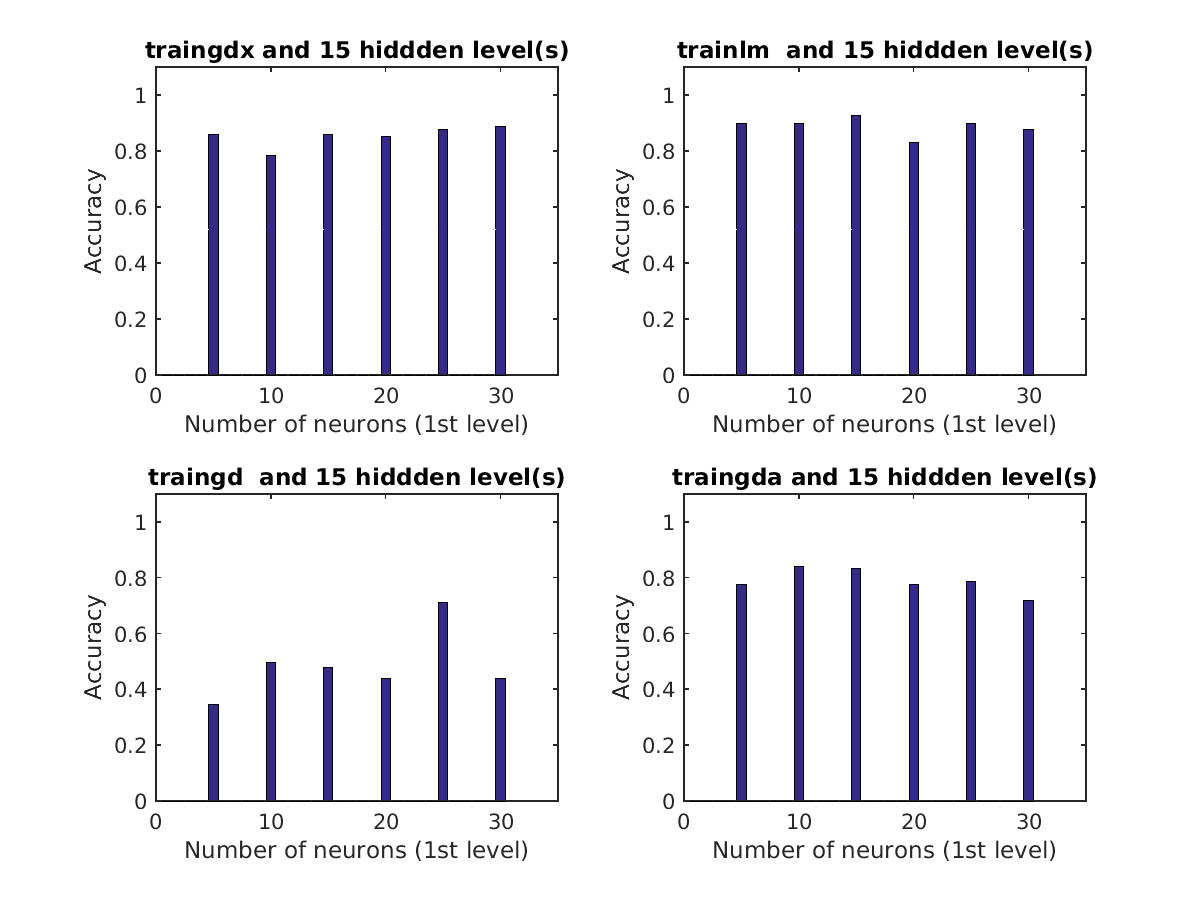 traingdx and 15 hiddden level(s)
1
0.8
0.6
0.4
0.2
0
Accuracy
0 10 20 30
Number of neurons (1st level)
trainlm  and 15 hiddden level(s)
1
0.8
0.6
0.4
0.2
0
Accuracy
0 10 20 30
Number of neurons (1st level)
traingd  and 15 hiddden level(s)
1
0.8
0.6
0.4
0.2
0
Accuracy
0 10 20 30
Number of neurons (1st level)
traingda and 15 hiddden level(s)
1
0.8
0.6
0.4
0.2
0
Accuracy
0 10 20 30
Number of neurons (1st level)